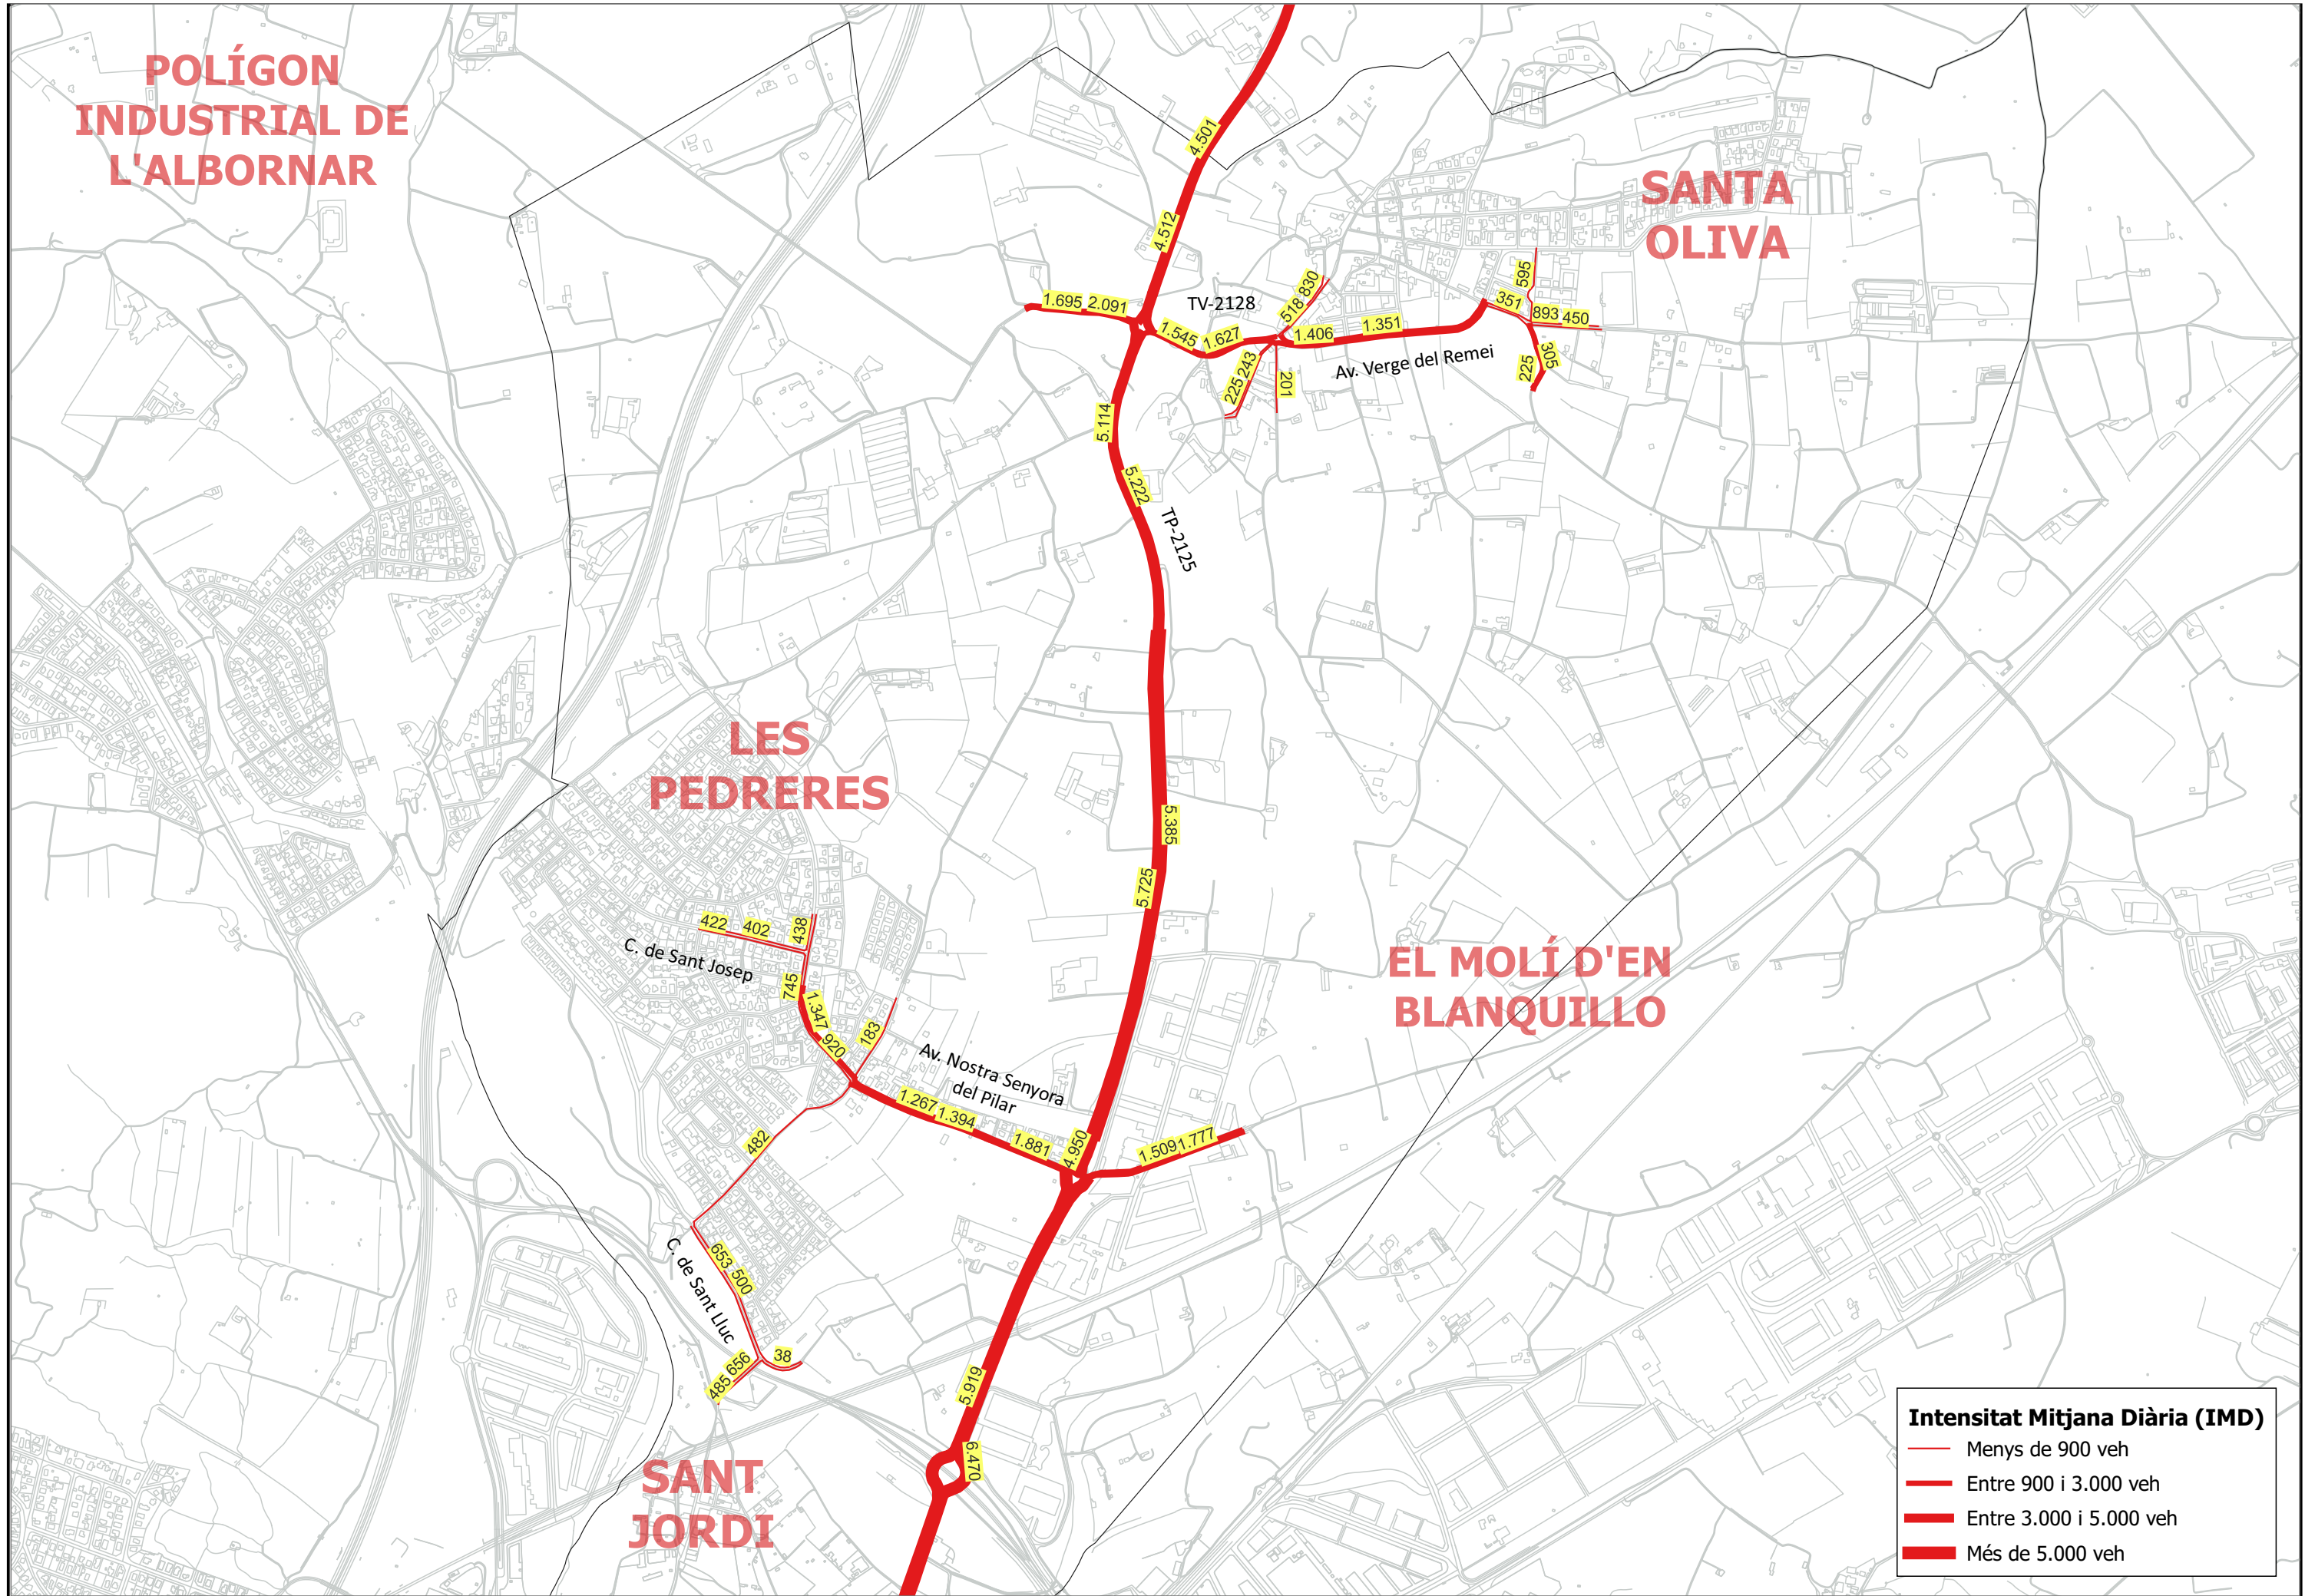 POLÍGON
INDUSTRIAL DE
L'ALBORNAR
4.501
4.512
SANTA
OLIVA
595
830
518
1.695
2.091
TV-2128
351
893
450
1.545
1.627
1.406
1.351
305
225
Av. Verge del Remei
243
225
201
5.114
5.222
TP-2125
LES
PEDRERES
5.385
5.725
422
402
438
C. de Sant Josep
745
1.347
920
183
EL MOLÍ D'EN
BLANQUILLO
Av. Nostra Senyora
del Pilar
1.267
1.394
1.881
4.950
1.509
1.777
482
653
500
C. de Sant Lluc
38
656
485
5.919
6.470
SANT
JORDI
Intensitat Mitjana Diària (IMD)
Menys de 900 veh
Entre 900 i 3.000 veh
Entre 3.000 i 5.000 veh
Més de 5.000 veh